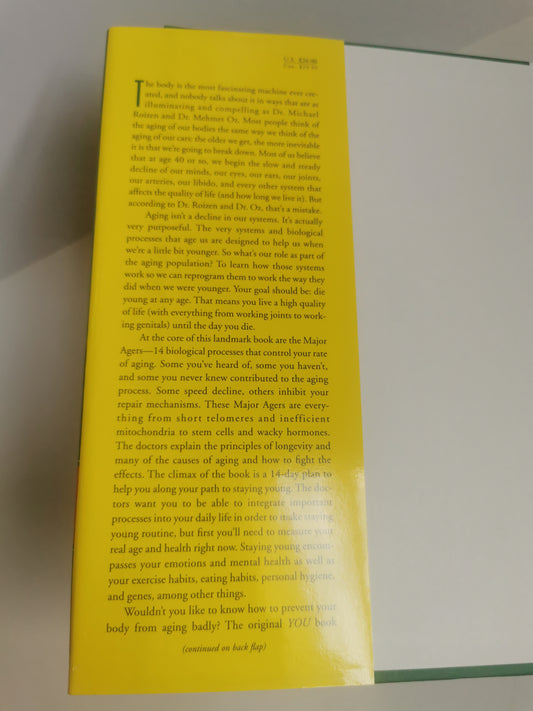 U.S. $26.00
Can. $29.99
The body is the most fascinating machine ever cre-
ated, and nobody talks about it in ways that are as
illuminating and compelling as Dr. Michael
Roizen and Dr. Mehmet Oz. Most people think of
the aging of our bodies the same way we think of the
aging of our cars: the older we get, the more inevitable
it is that we're going to break down. Most of us believe
that at age 40 or so, we begin the slow and steady
decline of our minds, our eyes, our ears, our joints,
our arteries, our libido, and every other system that
affects the quality of life (and how long we live it). But
according to Dr. Roizen and Dr. Oz, that's a mistake.
Aging isn't a decline in our systems. It's actually
very purposeful. The very systems and biological
processes that age us are designed to help us when
we're a little bit younger. So what's our role as part of
the aging population? To learn how those systems
work so we can reprogram them to work the way they
did when we were younger. Your goal should be: die
young at any age. That means you live a high quality
of life (with everything from working joints to work-
ing genitals) until the day you die.
At the core of this landmark book are the Major
Agers—14 biological processes that control your rate
of aging. Some you've heard of, some you haven't,
and some you never knew contributed to the aging
process. Some speed decline, others inhibit your
repair mechanisms. These Major Agers are every-
thing from short telomeres and inefficient
mitochondria to stem cells and wacky hormones.
The doctors explain the principles of longevity and
many of the causes of aging and how to fight the
effects. The climax of the book is a 14-day plan to
help you along your path to staying young. The doc-
tors want you to be able to integrate important
processes into your daily life in order to make staying
young routine, but first you'll need to measure your
real age and health right now. Staying young encom-
passes your emotions and mental health as well as
your exercise habits, eating habits, personal hygiene,
and genes, among other things.
Wouldn't you like to know how to prevent your
body from aging badly? The original YOU book
(continued on back flap)